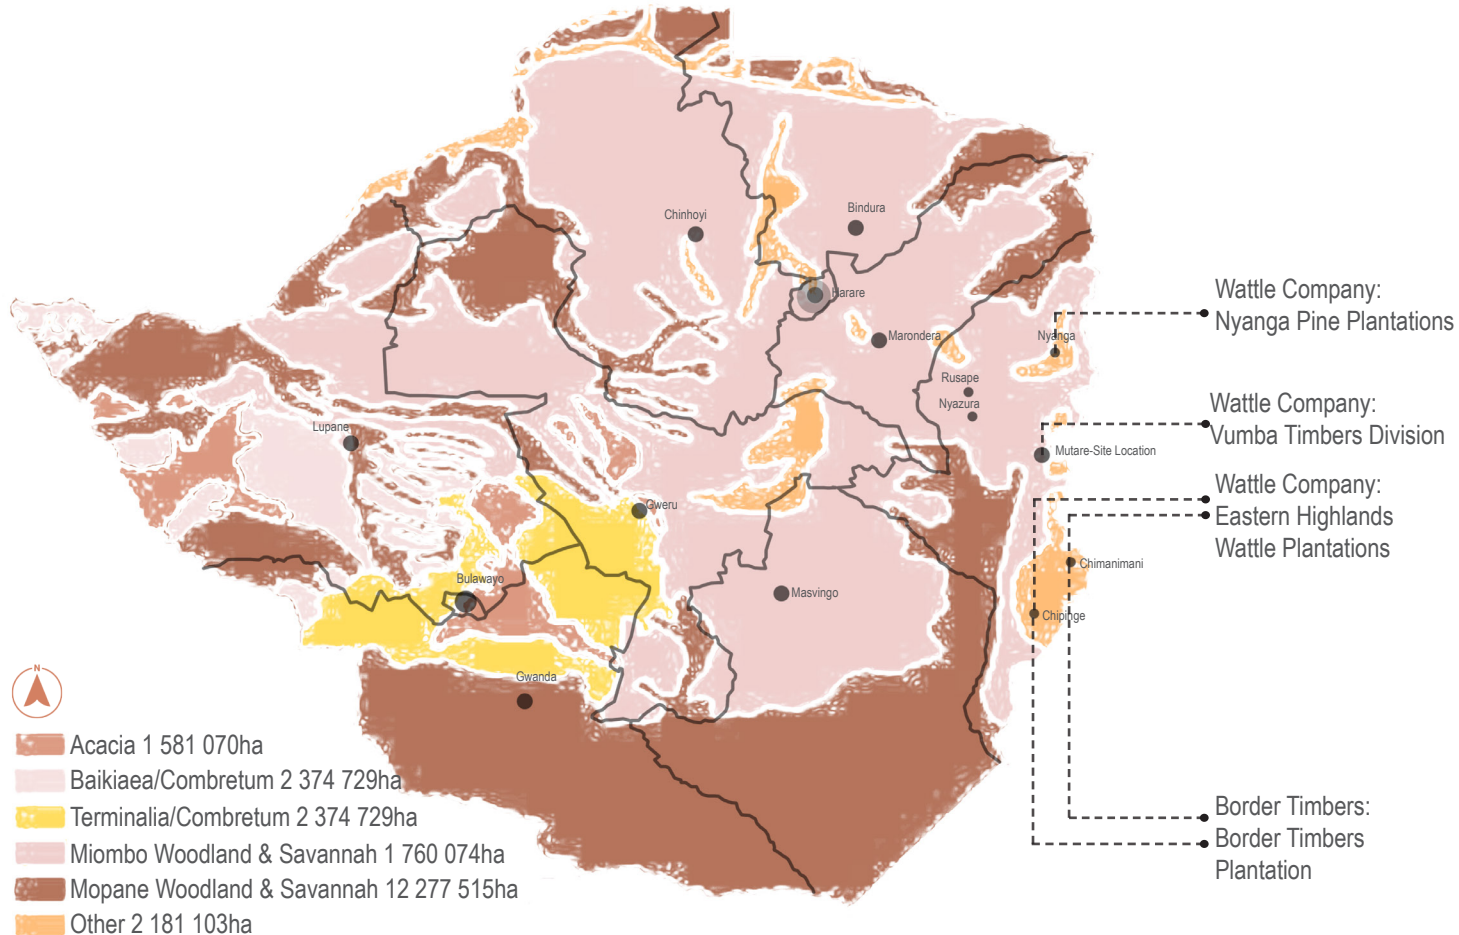 Chinhoyi
Bindura
Harare
Marondera
Nyanga
Rusape
Nyazura
Lupane
Mutare-Site Location
Gweru
Chimanimani
Bulawayo
Masvingo
Chipinge
Gwanda
Wattle Company:
Nyanga Pine Plantations
Wattle Company:
Vumba Timbers Division
Wattle Company:
Eastern Highlands
Wattle Plantations
Border Timbers:
Border Timbers
Plantation
N
Acacia 1 581 070ha
Baikiaea/Combretum 2 374 729ha
Terminalia/Combretum 2 374 729ha
Miombo Woodland & Savannah 1 760 074ha
Mopane Woodland & Savannah 12 277 515ha
Other 2 181 103ha